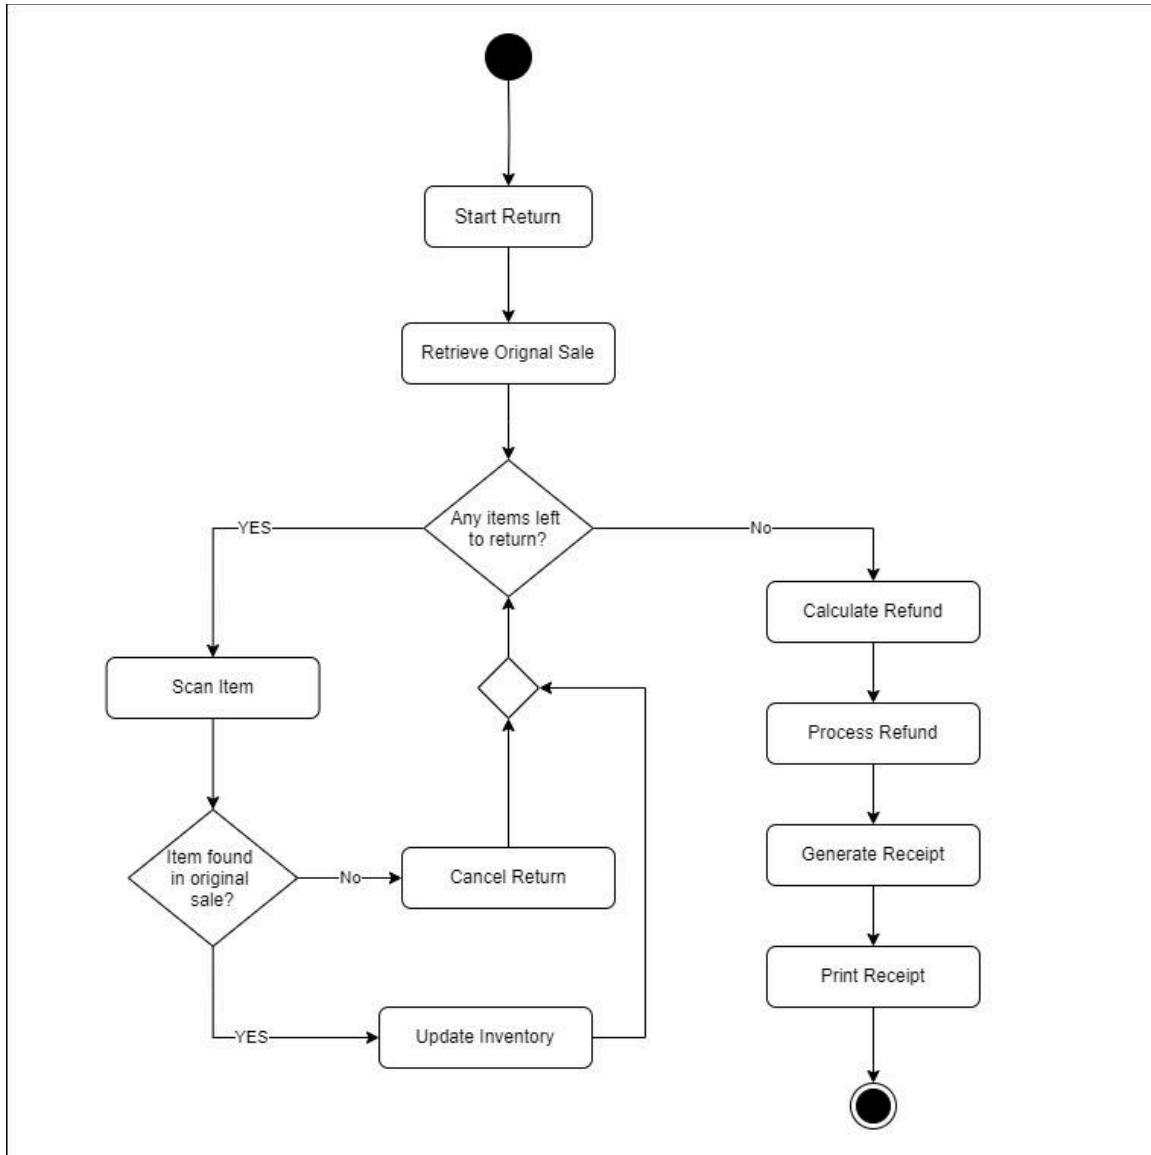 Start Return
Retrieve Orignal Sale
Any items left
to return?
YES
No
Calculate Refund
Scan Item
Process Refund
Item found
in original
sale?
No
Cancel Return
Generate Receipt
Print Receipt
YES
Update Inventory